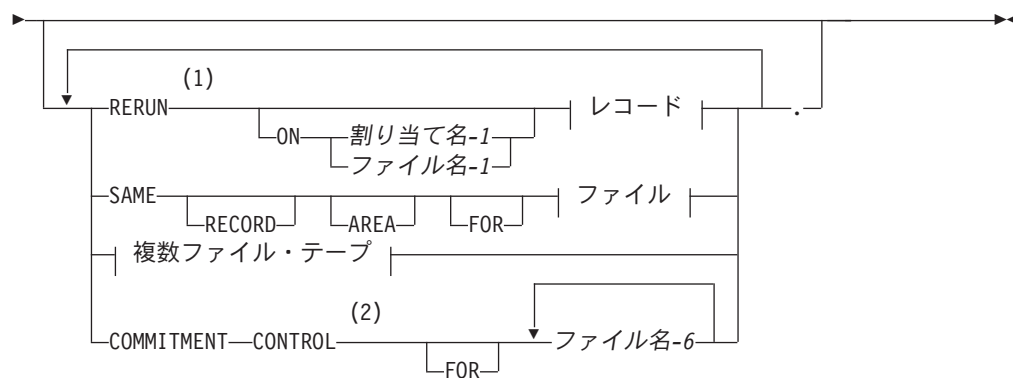 (1)
RERUN レコード .
ON 割り当て名-1
ファイル名-1
SAME ファイル
RECORD AREA FOR
複数ファイル・テープ
(2)
COMMITMENT CONTROL ファイル名-6
FOR